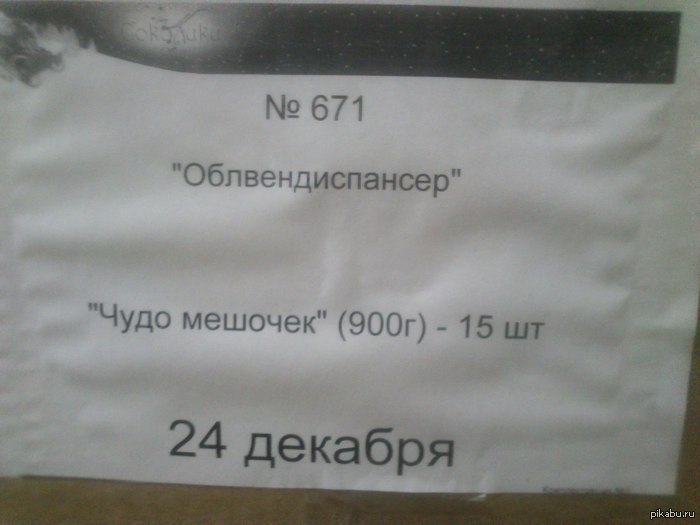 № 671
"Облвендиспансер"
"Чудо мешочек" (900г) - 15 шт
24 декабря
pikabu.ru